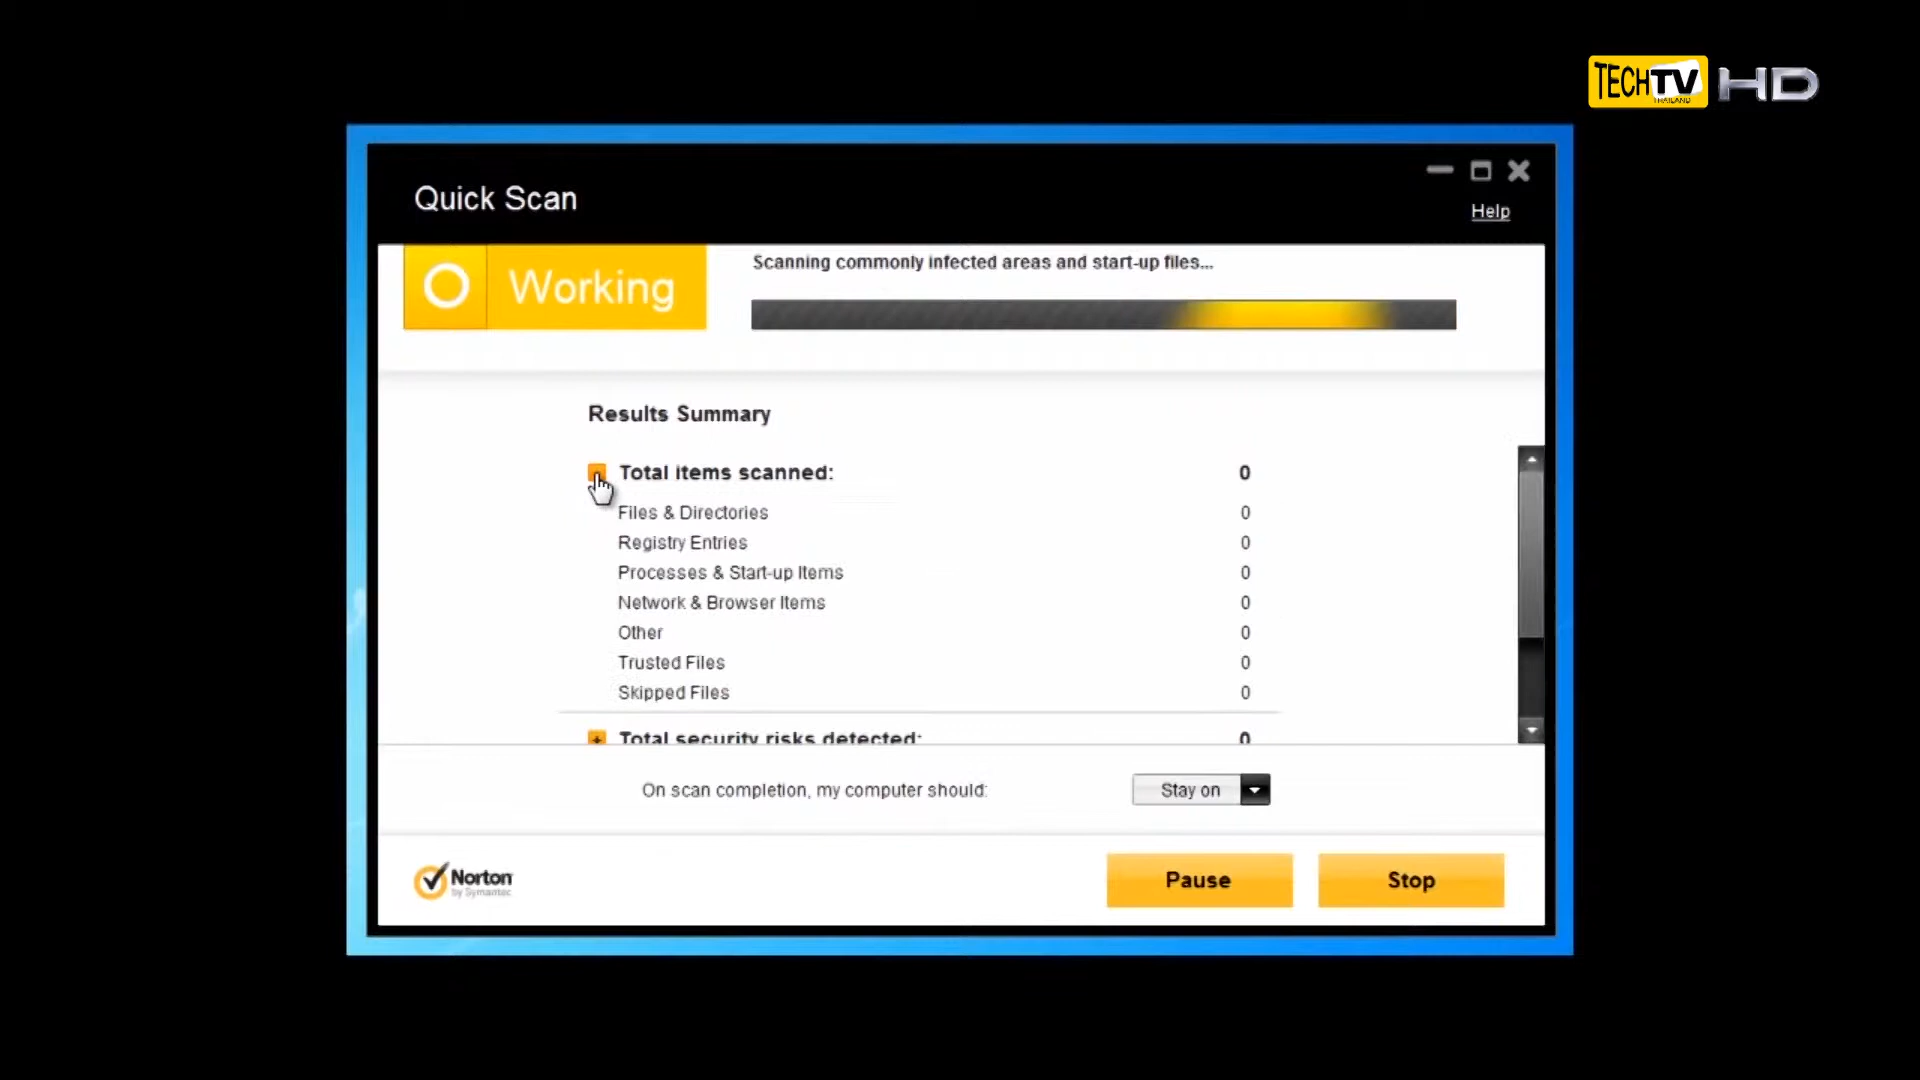 TECHTV HD
THAILAND
Quick Scan
Help
Working
Scanning commonly infected areas and start-up files...
Results Summary
Total items scanned: 0
Files & Directories 0
Registry Entries 0
Processes & Start-up Items 0
Network & Browser Items 0
Other 0
Trusted Files 0
Skipped Files 0
+ Total security risks detected: 0
On scan completion, my computer should: Stay on
Norton
by Symantec
Pause
Stop